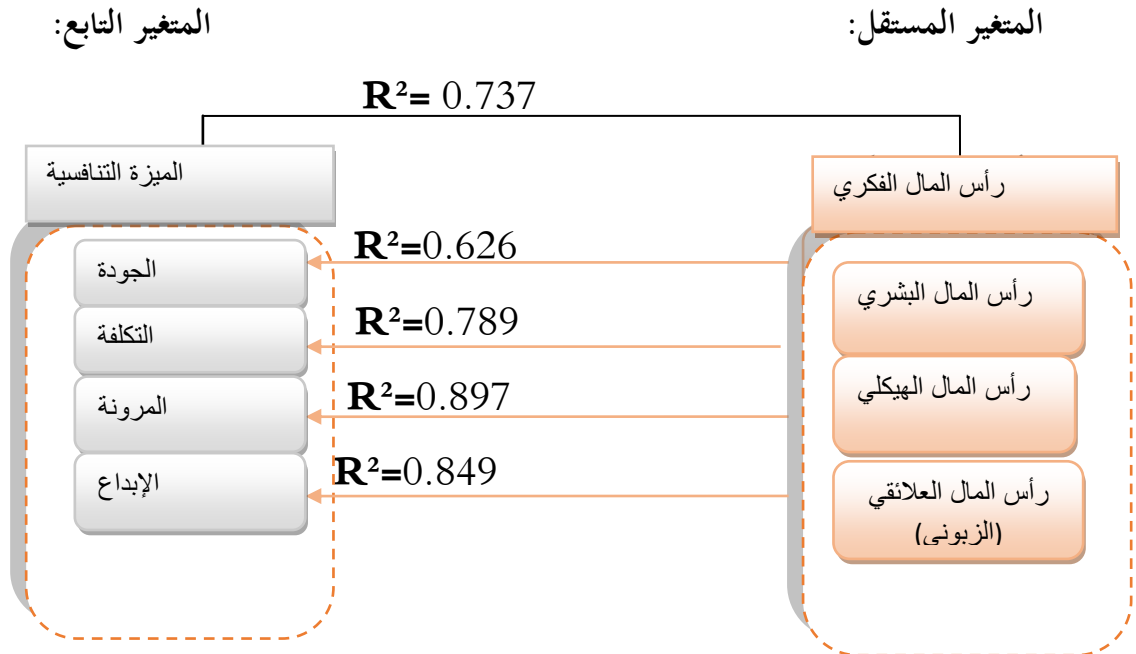 المتغير المستقل:
المتغير التابع:
R²= 0.737
رأس المال الفكري
الميزة التنافسية
R²=0.626
رأس المال البشري
الجودة
R²=0.789
التكلفة
رأس المال الهيكلي
R²=0.897
المرونة
رأس المال العلائقي
(الزبوني)
R²=0.849
الإبداع